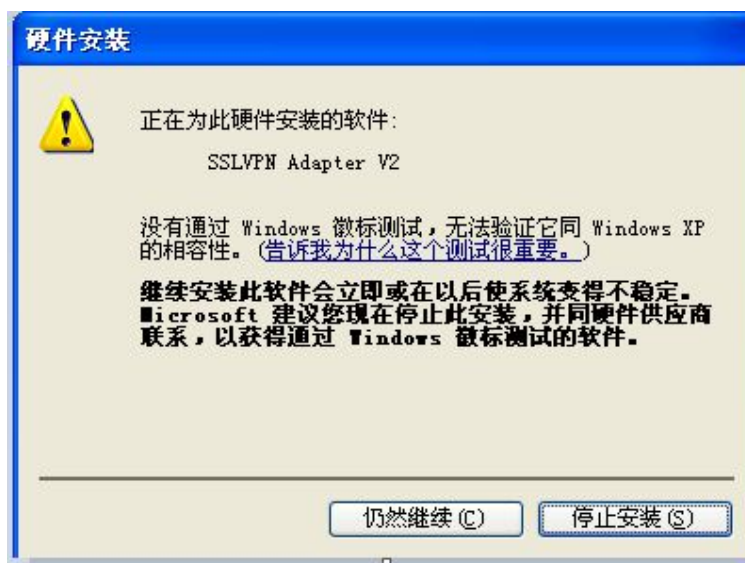 硬件安装
正在为此硬件安装的软件:
SSLVPN Adapter V2
没有通过 Windows 徽标测试，无法验证它同 Windows XP
的相容性。(告诉我为什么这个测试很重要。)
继续安装此软件会立即或在以后使系统变得不稳定。
Microsoft 建议您现在停止此安装，并同硬件供应商
联系，以获得通过 Windows 徽标测试的软件。
仍然继续(C)
停止安装(S)